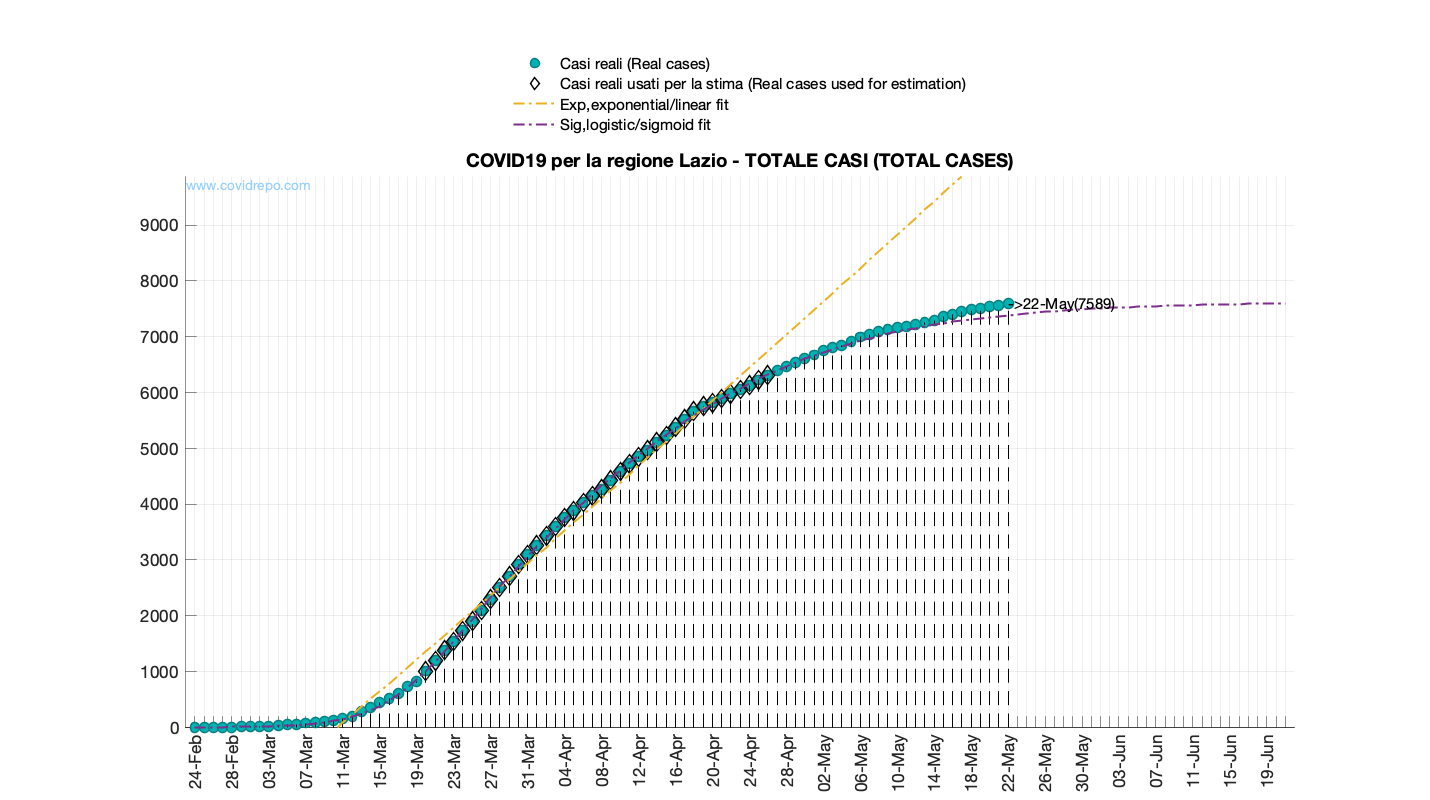 Casi reali (Real cases)
Casi reali usati per la stima (Real cases used for estimation)
Exp,exponential/linear fit
Sig,logistic/sigmoid fit
COVID19 per la regione Lazio - TOTALE CASI (TOTAL CASES)
www.covidrepo.com
9000
8000
7000
6000
5000
4000
3000
2000
1000
0
->22-May(7589)
24-Feb
28-Feb
03-Mar
07-Mar
11-Mar
15-Mar
19-Mar
23-Mar
27-Mar
31-Mar
04-Apr
08-Apr
12-Apr
16-Apr
20-Apr
24-Apr
28-Apr
02-May
06-May
10-May
14-May
18-May
22-May
26-May
30-May
03-Jun
07-Jun
11-Jun
15-Jun
19-Jun